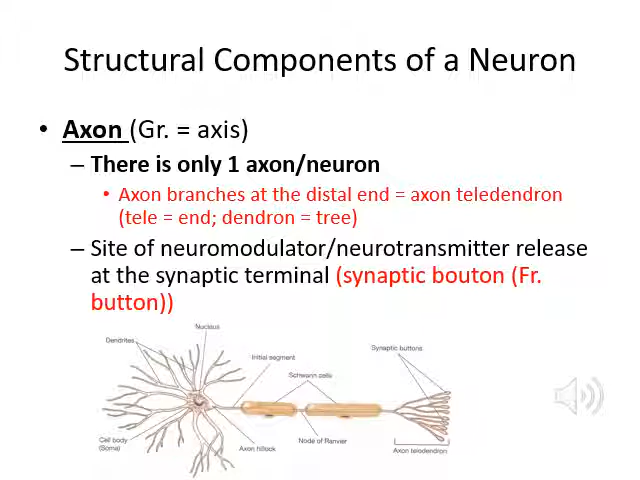 Structural Components of a Neuron
• Axon (Gr. = axis)
– There is only 1 axon/neuron
• Axon branches at the distal end = axon teledendron
(tele = end; dendron = tree)
– Site of neuromodulator/neurotransmitter release
at the synaptic terminal (synaptic bouton (Fr.
button))
Nucleus
Dendrites
Initial segment
Synaptic buttons
Schwann cells
Cell body
(Soma)
Axon hillock
Node of Ranvier
Axon telodendron